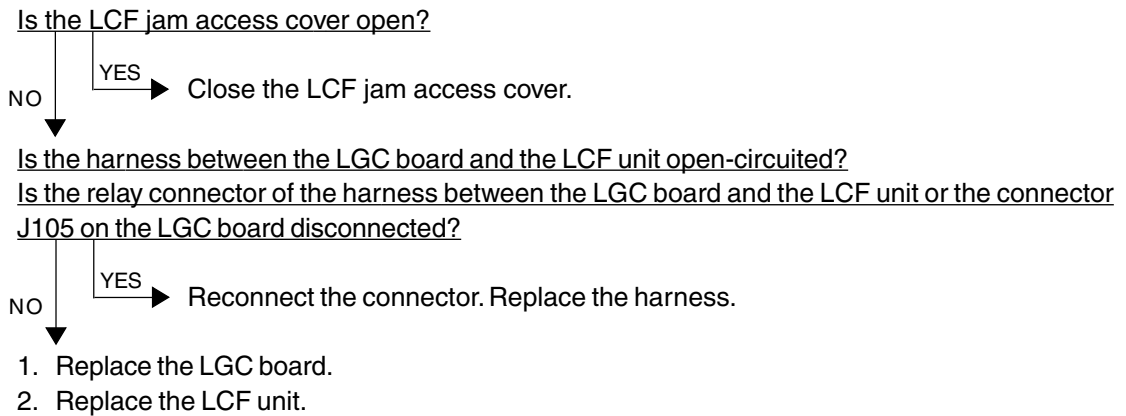 Is the LCF jam access cover open?
YES
Close the LCF jam access cover.
NO
Is the harness between the LGC board and the LCF unit open-circuited?
Is the relay connector of the harness between the LGC board and the LCF unit or the connector
J105 on the LGC board disconnected?
YES
Reconnect the connector. Replace the harness.
NO
1. Replace the LGC board.
2. Replace the LCF unit.